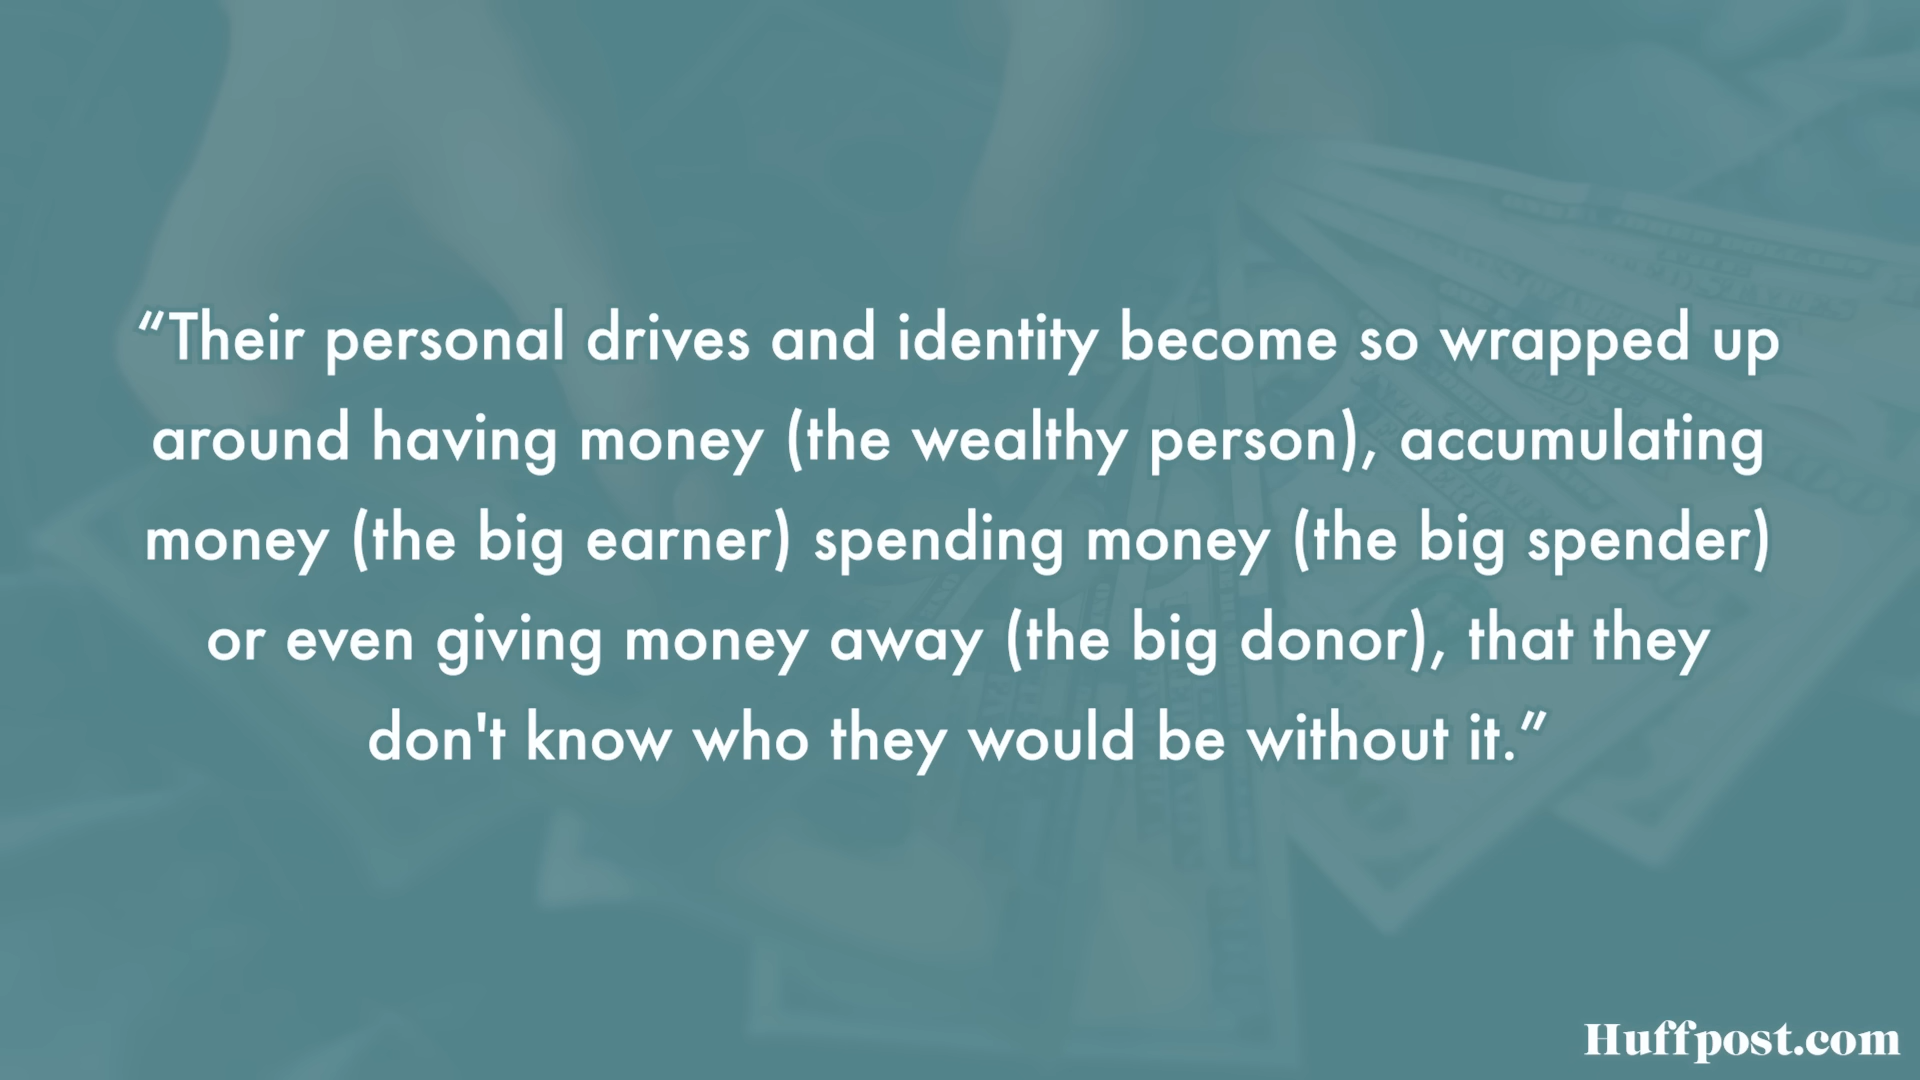 “Their personal drives and identity become so wrapped up
around having money (the wealthy person), accumulating
money (the big earner) spending money (the big spender)
or even giving money away (the big donor), that they
don't know who they would be without it.”
Huffpost.com